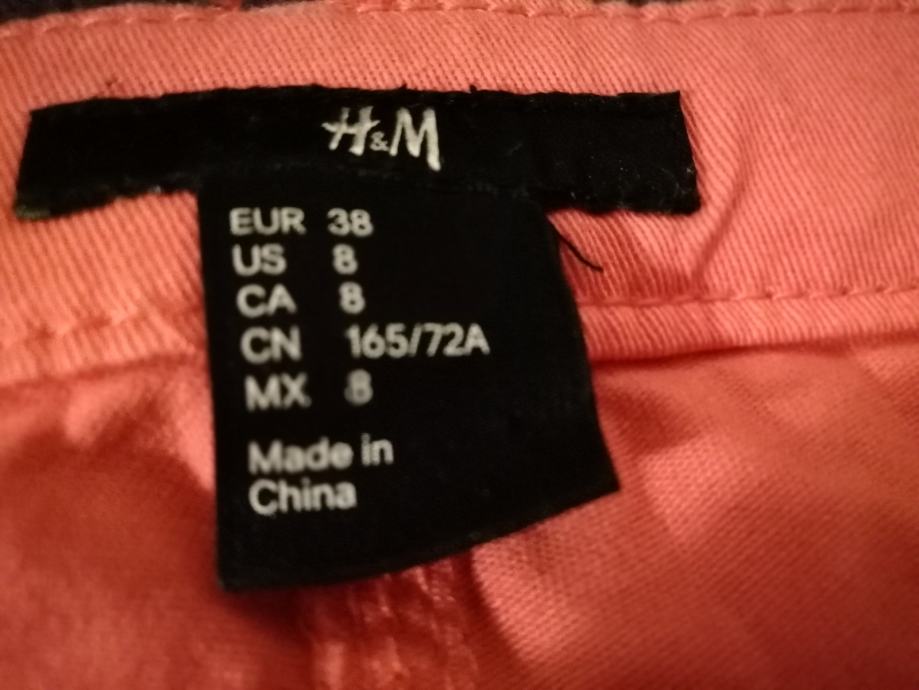 H&M
EUR 38
US 8
CA 8
CN 165/72A
MX 8
Made in
China